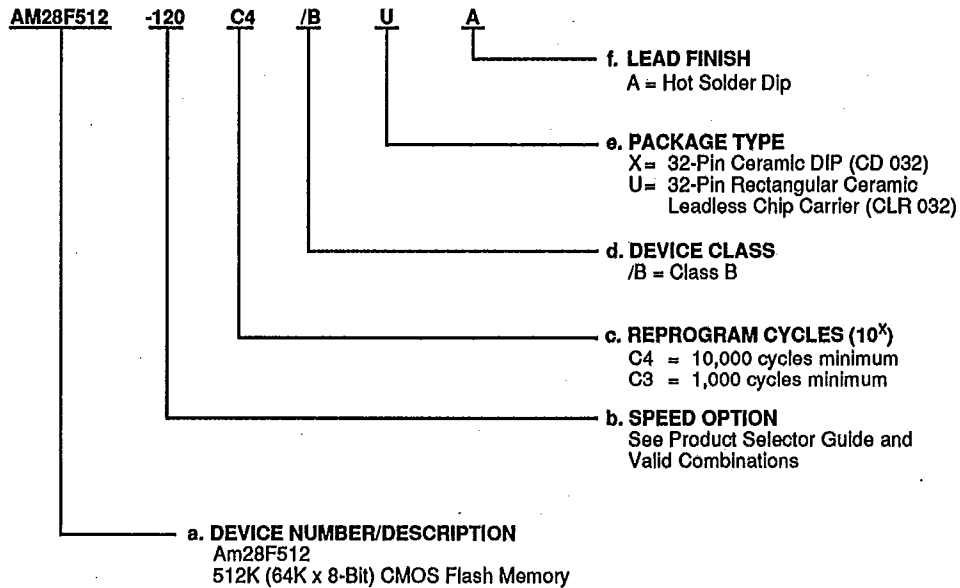 AM28F512 -120 C4 /B U A
f. LEAD FINISH
A = Hot Solder Dip
e. PACKAGE TYPE
X= 32-Pin Ceramic DIP (CD 032)
U= 32-Pin Rectangular Ceramic
Leadless Chip Carrier (CLR 032)
d. DEVICE CLASS
/B = Class B
c. REPROGRAM CYCLES (10^X)
C4 = 10,000 cycles minimum
C3 = 1,000 cycles minimum
b. SPEED OPTION
See Product Selector Guide and
Valid Combinations
a. DEVICE NUMBER/DESCRIPTION
Am28F512
512K (64K x 8-Bit) CMOS Flash Memory